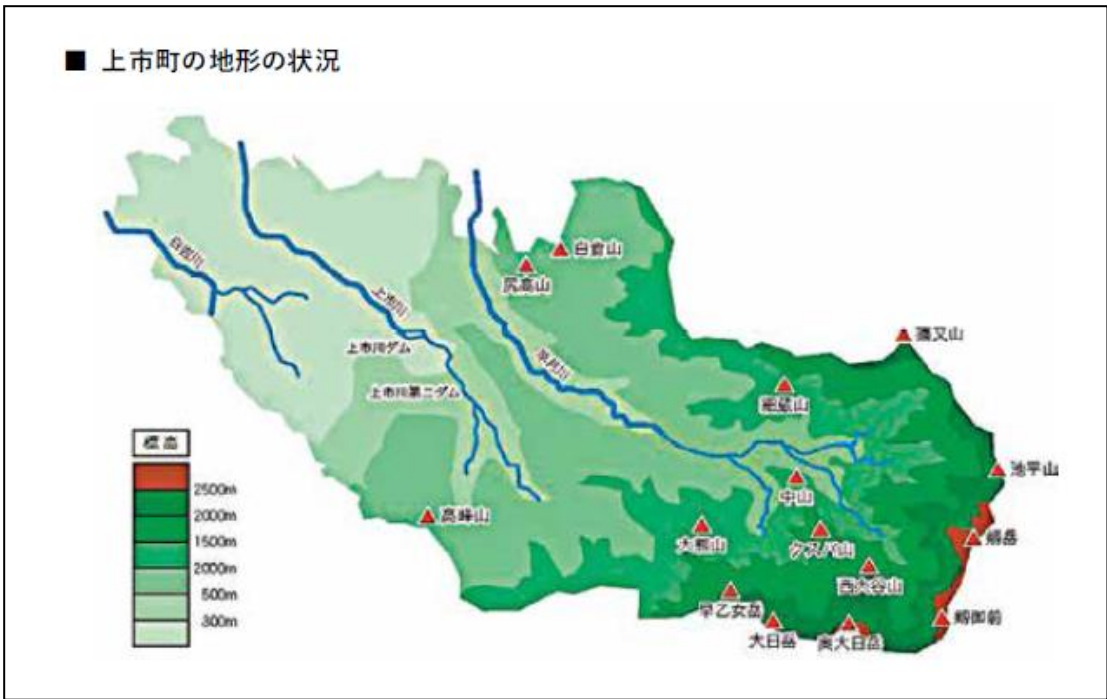 ■ 上市町の地形の状況
白岩川
上市川
早月川
白倉山
尻高山
上市川ダム
上市川第二ダム
猫又山
細蔵山
標高
2500m
2000m
1500m
2000m
500m
300m
高峰山
池平山
中山
大熊山
クズバ山
剱岳
西大谷山
早乙女岳
大日岳
奥大日岳
剱御前